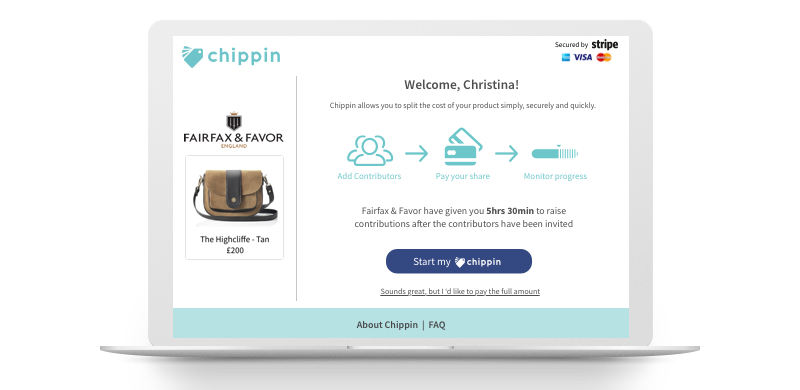 chippin
Secured by stripe
VISA
Welcome, Christina!
Chippin allows you to split the cost of your product simply, securely and quickly.
FAIRFAX & FAVOR
ENGLAND
The Highcliffe - Tan
£200
Add Contributors
Pay your share
Monitor progress
Fairfax & Favor have given you 5hrs 30min to raise
contributions after the contributors have been invited
Start my chippin
Sounds great, but I 'd like to pay the full amount
About Chippin | FAQ